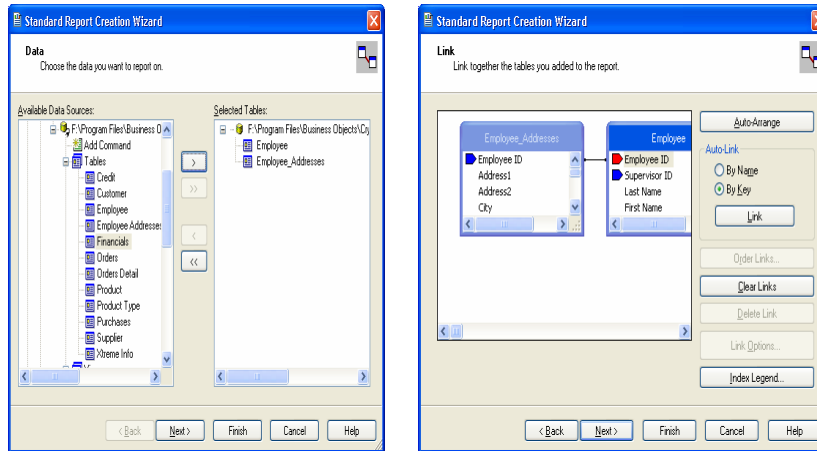 Standard Report Creation Wizard
Data
Choose the data you want to report on.
Available Data Sources:
F:\Program Files\Business O
Add Command
Tables
Credit
Customer
Employee
Employee Addresses
Financials
Orders
Orders Detail
Product
Product Type
Purchases
Supplier
Xtreme Info
>
>>
<
<<
Selected Tables:
F:\Program Files\Business Objects\Cry
Employee
Employee_Addresses
< Back
Next >
Finish
Cancel
Help
Standard Report Creation Wizard
Link
Link together the tables you added to the report.
Employee_Addresses
Employee ID
Address1
Address2
City
Employee
Employee ID
Supervisor ID
Last Name
First Name
Auto-Arrange
Auto-Link
By Name
By Key
Link
Order Links...
Clear Links
Delete Link
Link Options...
Index Legend...
< Back
Next >
Finish
Cancel
Help